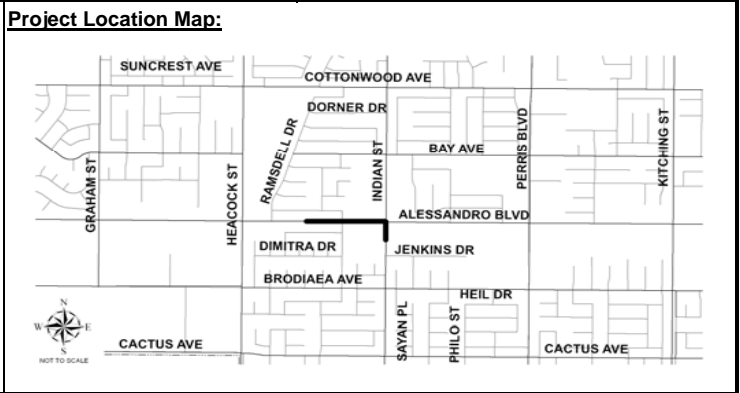 Project Location Map:
SUNCREST AVE
COTTONWOOD AVE
DORNER DR
RAMSDELL DR
INDIAN ST
BAY AVE
PERRIS BLVD
KITCHING ST
GRAHAM ST
HEACOCK ST
ALESSANDRO BLVD
DIMITRA DR
JENKINS DR
BRODIAEA AVE
HEIL DR
N
W
E
S
NOT TO SCALE
CACTUS AVE
SAYAN PL
PHILO ST
CACTUS AVE